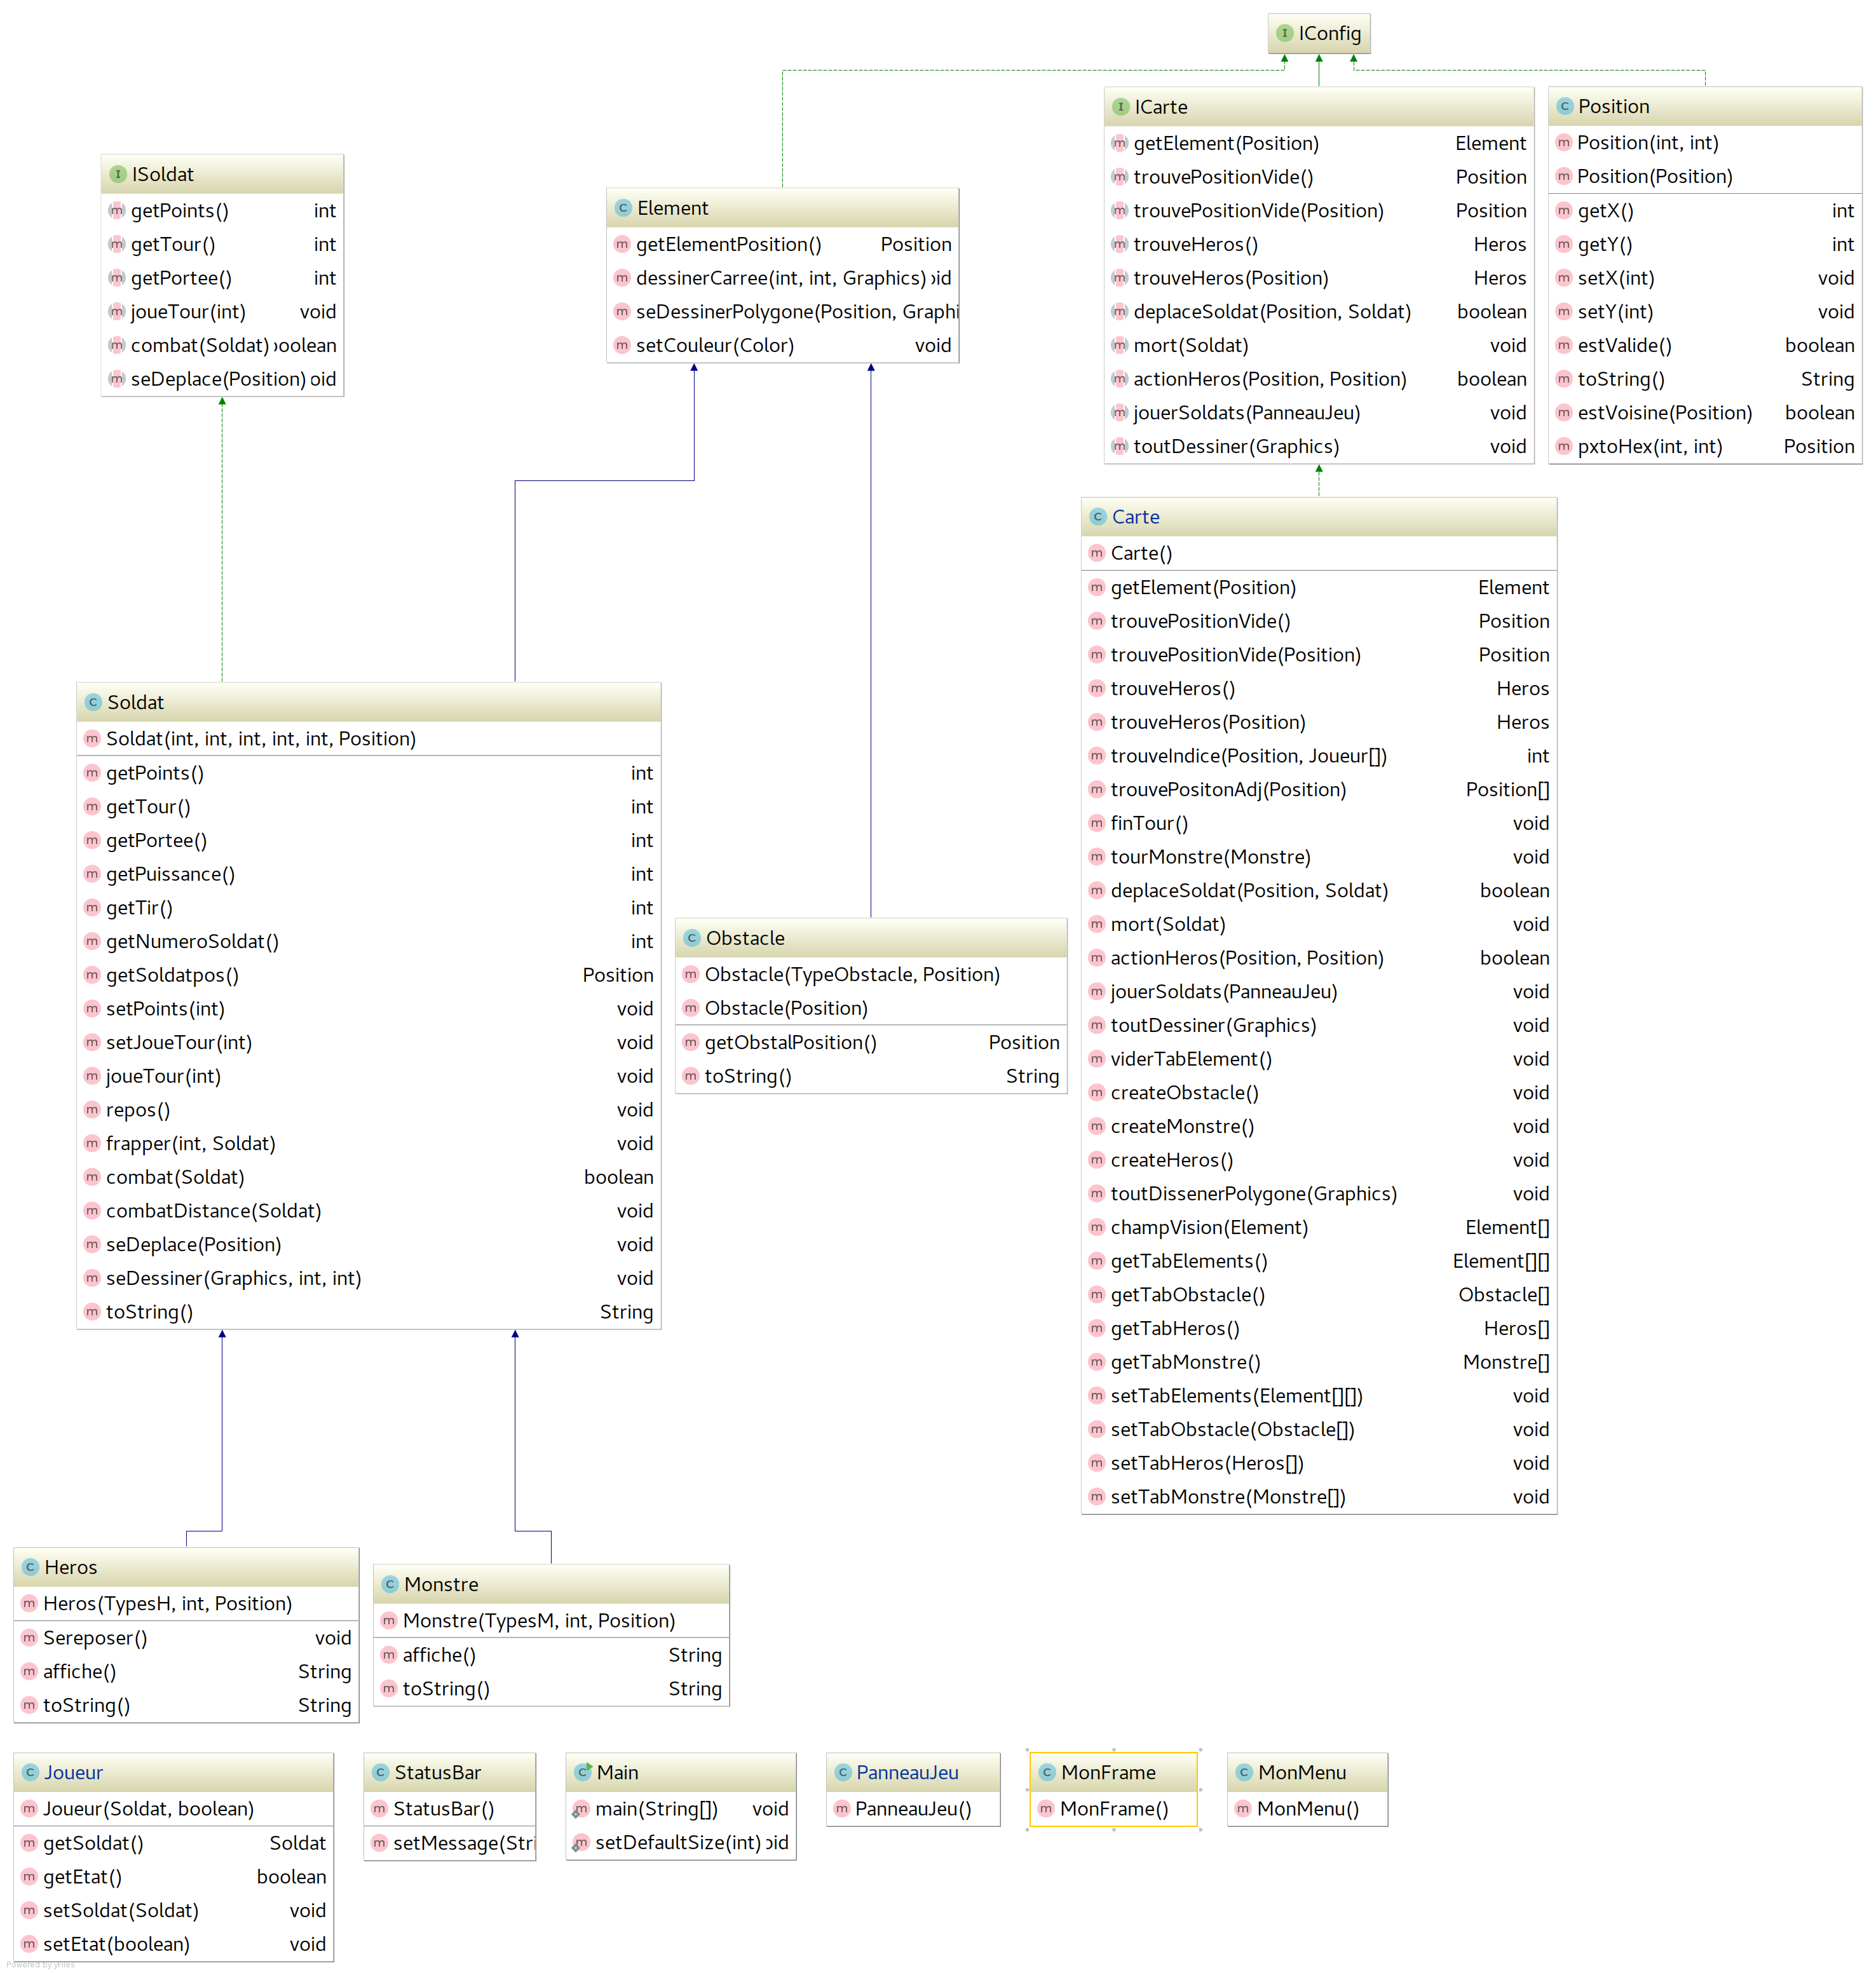 IConfig
ICarte
getElement(Position) Element
trouvePositionVide() Position
trouvePositionVide(Position) Position
trouveHeros() Heros
trouveHeros(Position) Heros
deplaceSoldat(Position, Soldat) boolean
mort(Soldat) void
actionHeros(Position, Position) boolean
jouerSoldats(PanneauJeu) void
toutDessiner(Graphics) void
Position
Position(int, int)
Position(Position)
getX() int
getY() int
setX(int) void
setY(int) void
estValide() boolean
toString() String
estVoisine(Position) boolean
pxtoHex(int, int) Position
ISoldat
getPoints() int
getTour() int
getPortee() int
joueTour(int) void
combat(Soldat) boolean
seDeplace(Position) oid
Element
getElementPosition() Position
dessinerCarree(int, int, Graphics) oid
seDessinerPolygone(Position, Graphi
setCouleur(Color) void
Carte
Carte()
getElement(Position) Element
trouvePositionVide() Position
trouvePositionVide(Position) Position
trouveHeros() Heros
trouveHeros(Position) Heros
trouveIndice(Position, Joueur[]) int
trouvePositonAdj(Position) Position[]
finTour() void
tourMonstre(Monstre) void
deplaceSoldat(Position, Soldat) boolean
mort(Soldat) void
actionHeros(Position, Position) boolean
jouerSoldats(PanneauJeu) void
toutDessiner(Graphics) void
viderTabElement() void
createObstacle() void
createMonstre() void
createHeros() void
toutDissenerPolygone(Graphics) void
champVision(Element) Element[]
getTabElements() Element[][]
getTabObstacle() Obstacle[]
getTabHeros() Heros[]
getTabMonstre() Monstre[]
setTabElements(Element[][]) void
setTabObstacle(Obstacle[]) void
setTabHeros(Heros[]) void
setTabMonstre(Monstre[]) void
Soldat
Soldat(int, int, int, int, int, Position)
getPoints() int
getTour() int
getPortee() int
getPuissance() int
getTir() int
getNumeroSoldat() int
getSoldatpos() Position
setPoints(int) void
setJoueTour(int) void
joueTour(int) void
repos() void
frapper(int, Soldat) void
combat(Soldat) boolean
combatDistance(Soldat) void
seDeplace(Position) void
seDessiner(Graphics, int, int) void
toString() String
Obstacle
Obstacle(TypeObstacle, Position)
Obstacle(Position)
getObstalPosition() Position
toString() String
Heros
Heros(TypesH, int, Position)
Sereposer() void
affiche() String
toString() String
Monstre
Monstre(TypesM, int, Position)
affiche() String
toString() String
Joueur
Joueur(Soldat, boolean)
getSoldat() Soldat
getEtat() boolean
setSoldat(Soldat) void
setEtat(boolean) void
StatusBar
StatusBar()
setMessage(Stri
Main
main(String[]) void
setDefaultSize(int) oid
PanneauJeu
PanneauJeu()
MonFrame
MonFrame()
MonMenu
MonMenu()
Powered by yFiles